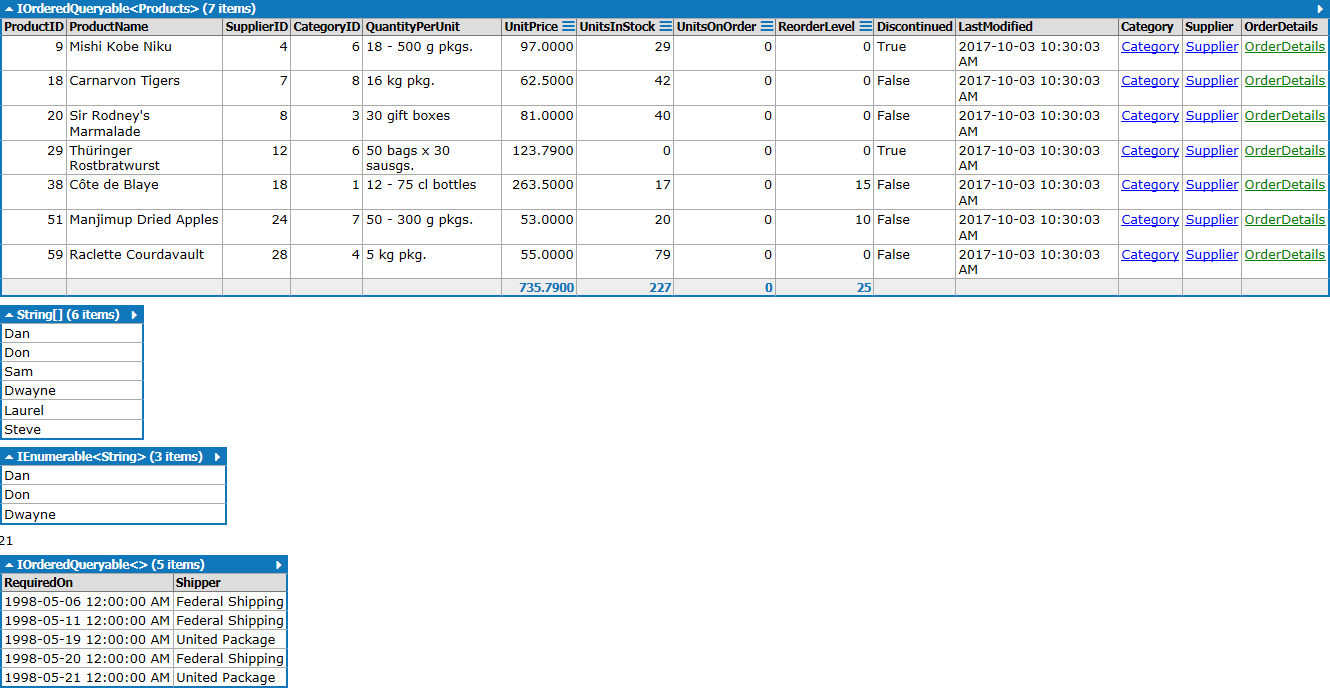 IOrderedQueryable<Products> (7 items)
ProductID ProductName SupplierID CategoryID QuantityPerUnit UnitPrice UnitsInStock UnitsOnOrder ReorderLevel Discontinued LastModified Category Supplier OrderDetails
9 Mishi Kobe Niku 4 6 18 - 500 g pkgs. 97.0000 29 0 0 True 2017-10-03 10:30:03 Category Supplier OrderDetails
AM
18 Carnarvon Tigers 7 8 16 kg pkg. 62.5000 42 0 0 False 2017-10-03 10:30:03 Category Supplier OrderDetails
AM
20 Sir Rodney's 8 3 30 gift boxes 81.0000 40 0 0 False 2017-10-03 10:30:03 Category Supplier OrderDetails
Marmalade AM
29 Thüringer 12 6 50 bags x 30 123.7900 0 0 0 True 2017-10-03 10:30:03 Category Supplier OrderDetails
Rostbratwurst sausgs. AM
38 Côte de Blaye 18 1 12 - 75 cl bottles 263.5000 17 0 15 False 2017-10-03 10:30:03 Category Supplier OrderDetails
AM
51 Manjimup Dried Apples 24 7 50 - 300 g pkgs. 53.0000 20 0 10 False 2017-10-03 10:30:03 Category Supplier OrderDetails
AM
59 Raclette Courdavault 28 4 5 kg pkg. 55.0000 79 0 0 False 2017-10-03 10:30:03 Category Supplier OrderDetails
AM
735.7900 227 0 25
String[] (6 items)
Dan
Don
Sam
Dwayne
Laurel
Steve
IEnumerable<String> (3 items)
Dan
Don
Dwayne
21
IOrderedQueryable<> (5 items)
RequiredOn Shipper
1998-05-06 12:00:00 AM Federal Shipping
1998-05-11 12:00:00 AM Federal Shipping
1998-05-19 12:00:00 AM United Package
1998-05-20 12:00:00 AM Federal Shipping
1998-05-21 12:00:00 AM United Package